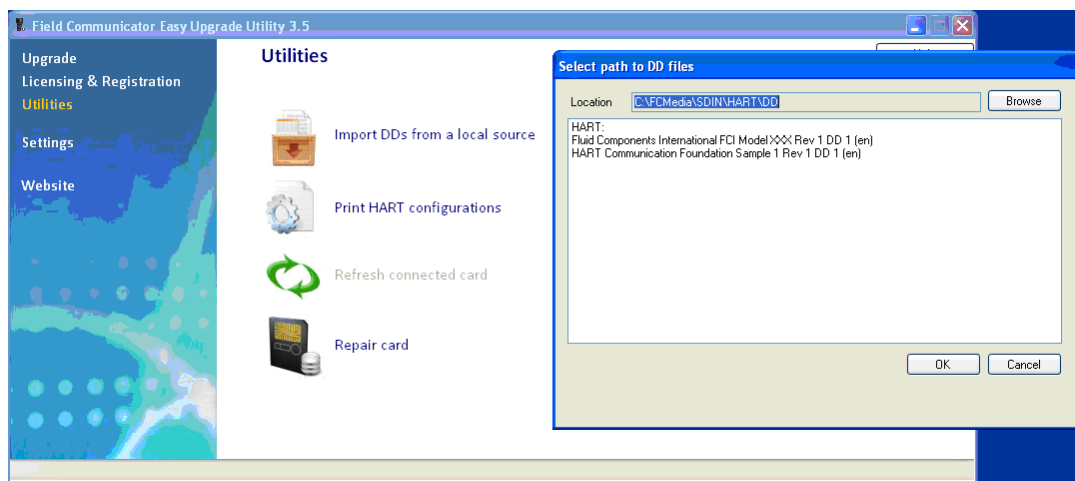 Field Communicator Easy Upgrade Utility 3.5
Upgrade
Licensing & Registration
Utilities
Settings
Website
Utilities
Import DDs from a local source
Print HART configurations
Refresh connected card
Repair card
Select path to DD files
Location C:\FCMedia\SDIN\HART\DD Browse
HART:
Fluid Components International FCI Model XXX Rev 1 DD 1 (en)
HART Communication Foundation Sample 1 Rev 1 DD 1 (en)
OK Cancel